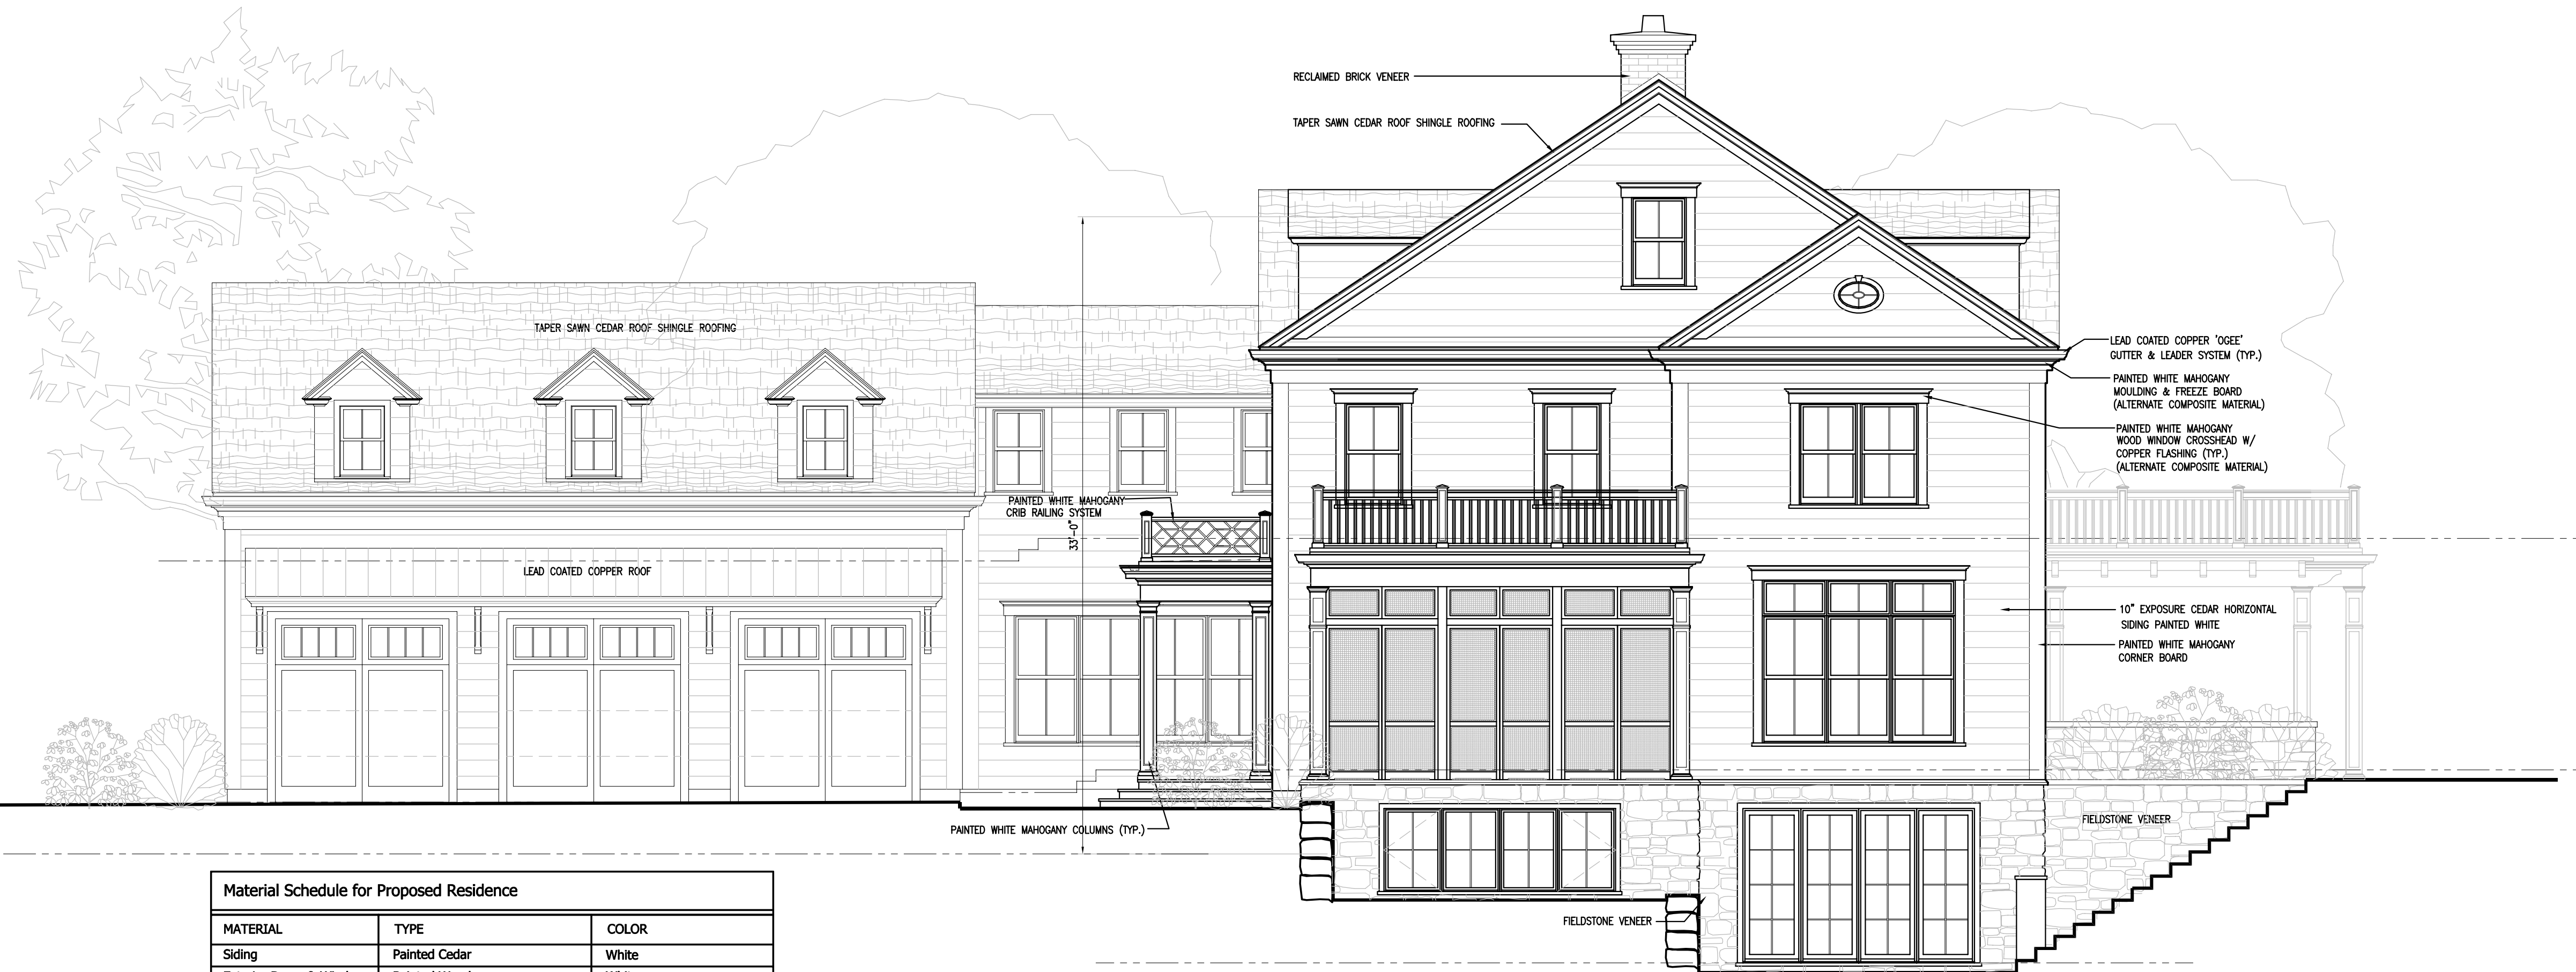 RECLAIMED BRICK VENEER
TAPER SAWN CEDAR ROOF SHINGLE ROOFING
TAPER SAWN CEDAR ROOF SHINGLE ROOFING
LEAD COATED COPPER 'OGEE'
GUTTER & LEADER SYSTEM (TYP.)
PAINTED WHITE MAHOGANY
MOULDING & FREEZE BOARD
(ALTERNATE COMPOSITE MATERIAL)
PAINTED WHITE MAHOGANY
WOOD WINDOW CROSSHEAD W/
COPPER FLASHING (TYP.)
(ALTERNATE COMPOSITE MATERIAL)
PAINTED WHITE MAHOGANY
CRIB RAILING SYSTEM
33'-0"
LEAD COATED COPPER ROOF
10" EXPOSURE CEDAR HORIZONTAL
SIDING PAINTED WHITE
PAINTED WHITE MAHOGANY
CORNER BOARD
PAINTED WHITE MAHOGANY COLUMNS (TYP.)
FIELDSTONE VENEER
FIELDSTONE VENEER
Material Schedule for Proposed Residence
MATERIAL TYPE COLOR
Siding Painted Cedar White